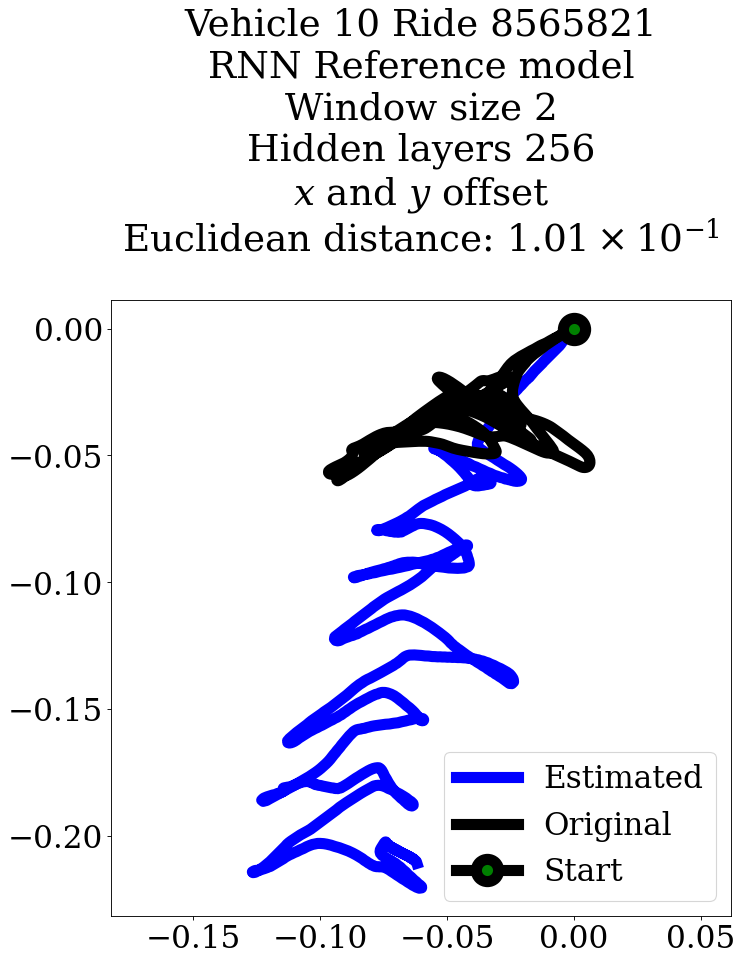 Vehicle 10 Ride 8565821
RNN Reference model
Window size 2
Hidden layers 256
x and y offset
Euclidean distance: 1.01 × 10⁻¹
0.00
−0.05
−0.10
−0.15
−0.20
Estimated
Original
Start
−0.15 −0.10 −0.05 0.00 0.05